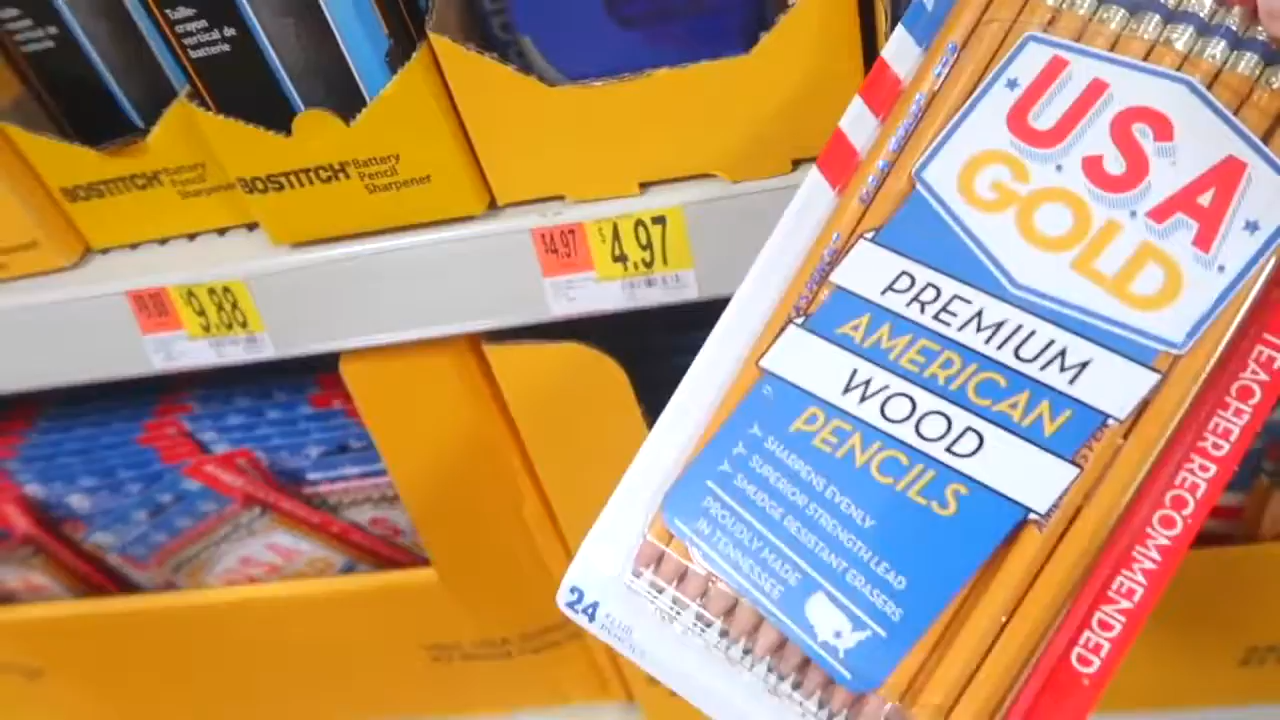 Taille-
crayon
vertical de
batterie
BOSTITCH® Battery
Pencil
Sharpener
BOSTITCH® Battery
Pencil
Sharpener
$4.97
$4.97
9.88
USA
GOLD
PREMIUM
AMERICAN
WOOD
PENCILS
SHARPENS EVENLY
SUPERIOR STRENGTH LEAD
SMUDGE RESISTANT ERASERS
PROUDLY MADE
IN TENNESSEE
24
TEACHER RECOMMENDED
USA